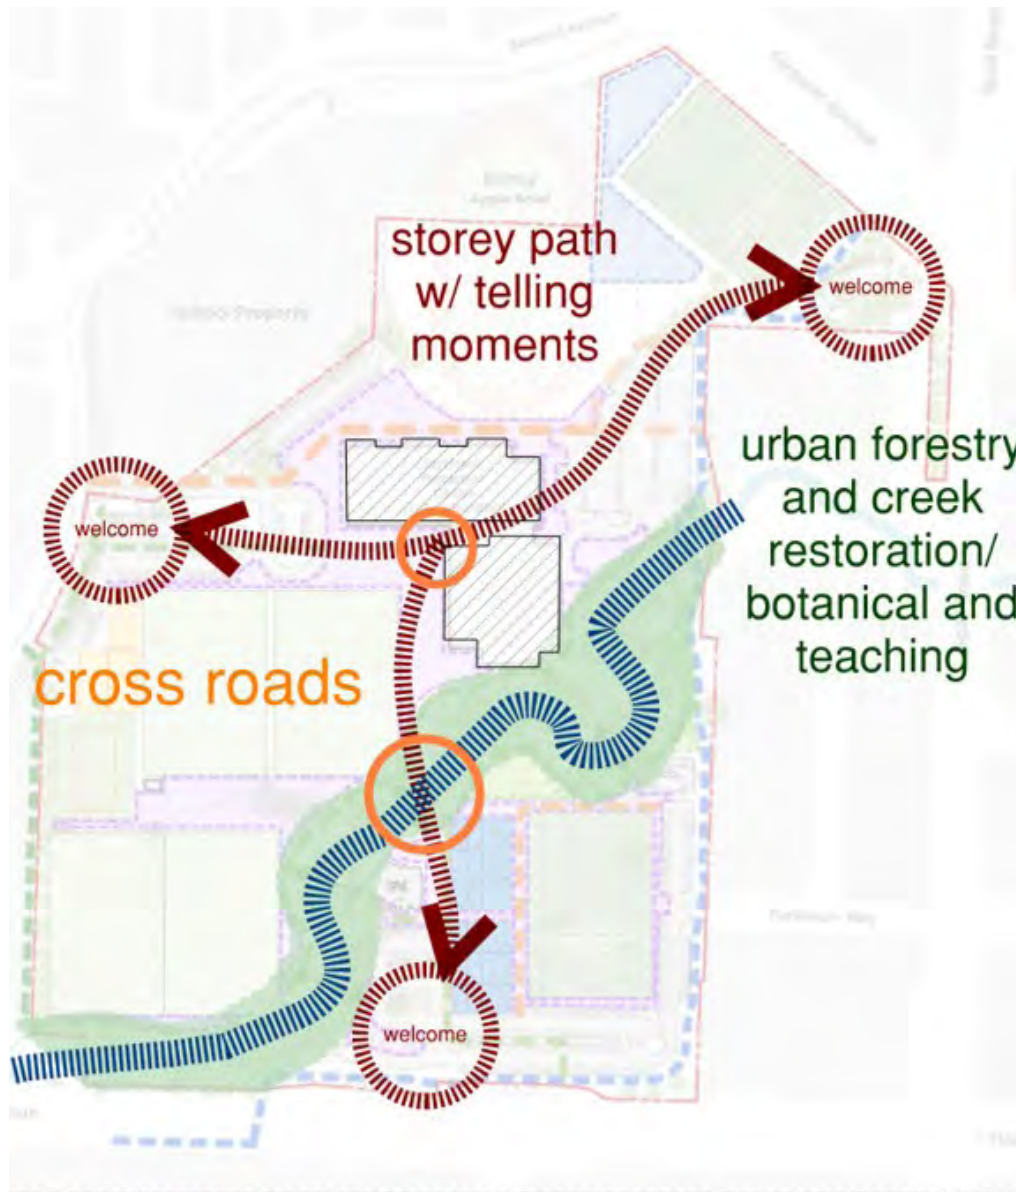 storey path
w/ telling
moments
welcome
urban forestry
and creek
restoration/
botanical and
teaching
welcome
cross roads
welcome